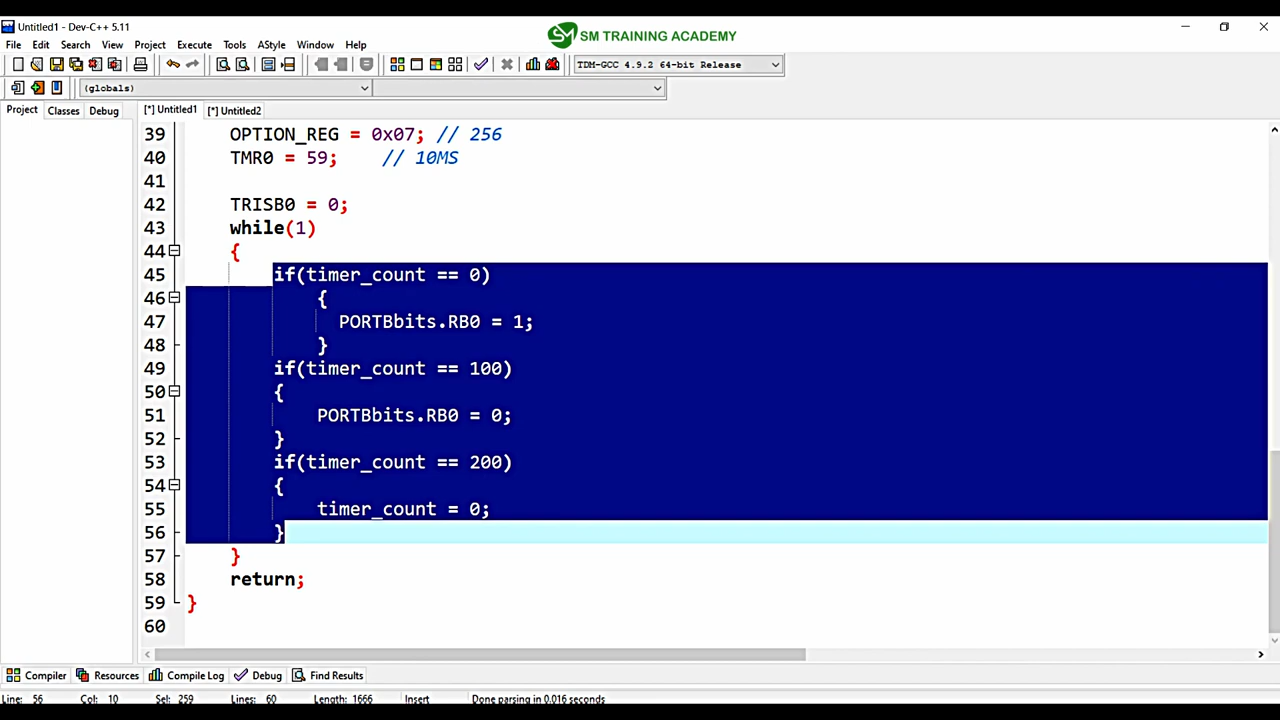 Untitled1 - Dev-C++ 5.11
SM TRAINING ACADEMY
File Edit Search View Project Execute Tools AStyle Window Help
TDM-GCC 4.9.2 64-bit Release
(globals)
Project Classes Debug [*] Untitled1 [*] Untitled2
39 OPTION_REG = 0x07; // 256
40 TMR0 = 59; // 10MS
41
42 TRISB0 = 0;
43 while(1)
44 {
45 if(timer_count == 0)
46 {
47 PORTBbits.RB0 = 1;
48 }
49 if(timer_count == 100)
50 {
51 PORTBbits.RB0 = 0;
52 }
53 if(timer_count == 200)
54 {
55 timer_count = 0;
56 }
57 }
58 return;
59 }
60
Compiler Resources Compile Log Debug Find Results
Line: 56 Col: 10 Sel: 259 Lines: 60 Length: 1666 Insert Done parsing in 0.016 seconds